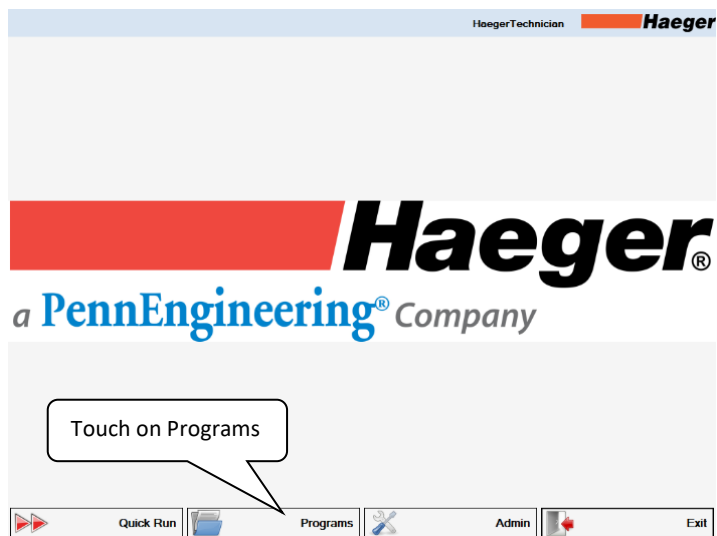 HaegerTechnician Haeger
Haeger®
a PennEngineering® Company
Touch on Programs
Quick Run Programs Admin Exit